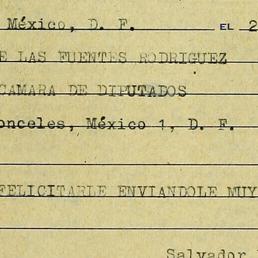 México, D. F. EL 2
LAS FUENTES RODRIGUEZ
CAMARA DE DIPUTADOS
onceles, México 1, D. F.
FELICITARLE ENVIANDOLE MUY
Salvador